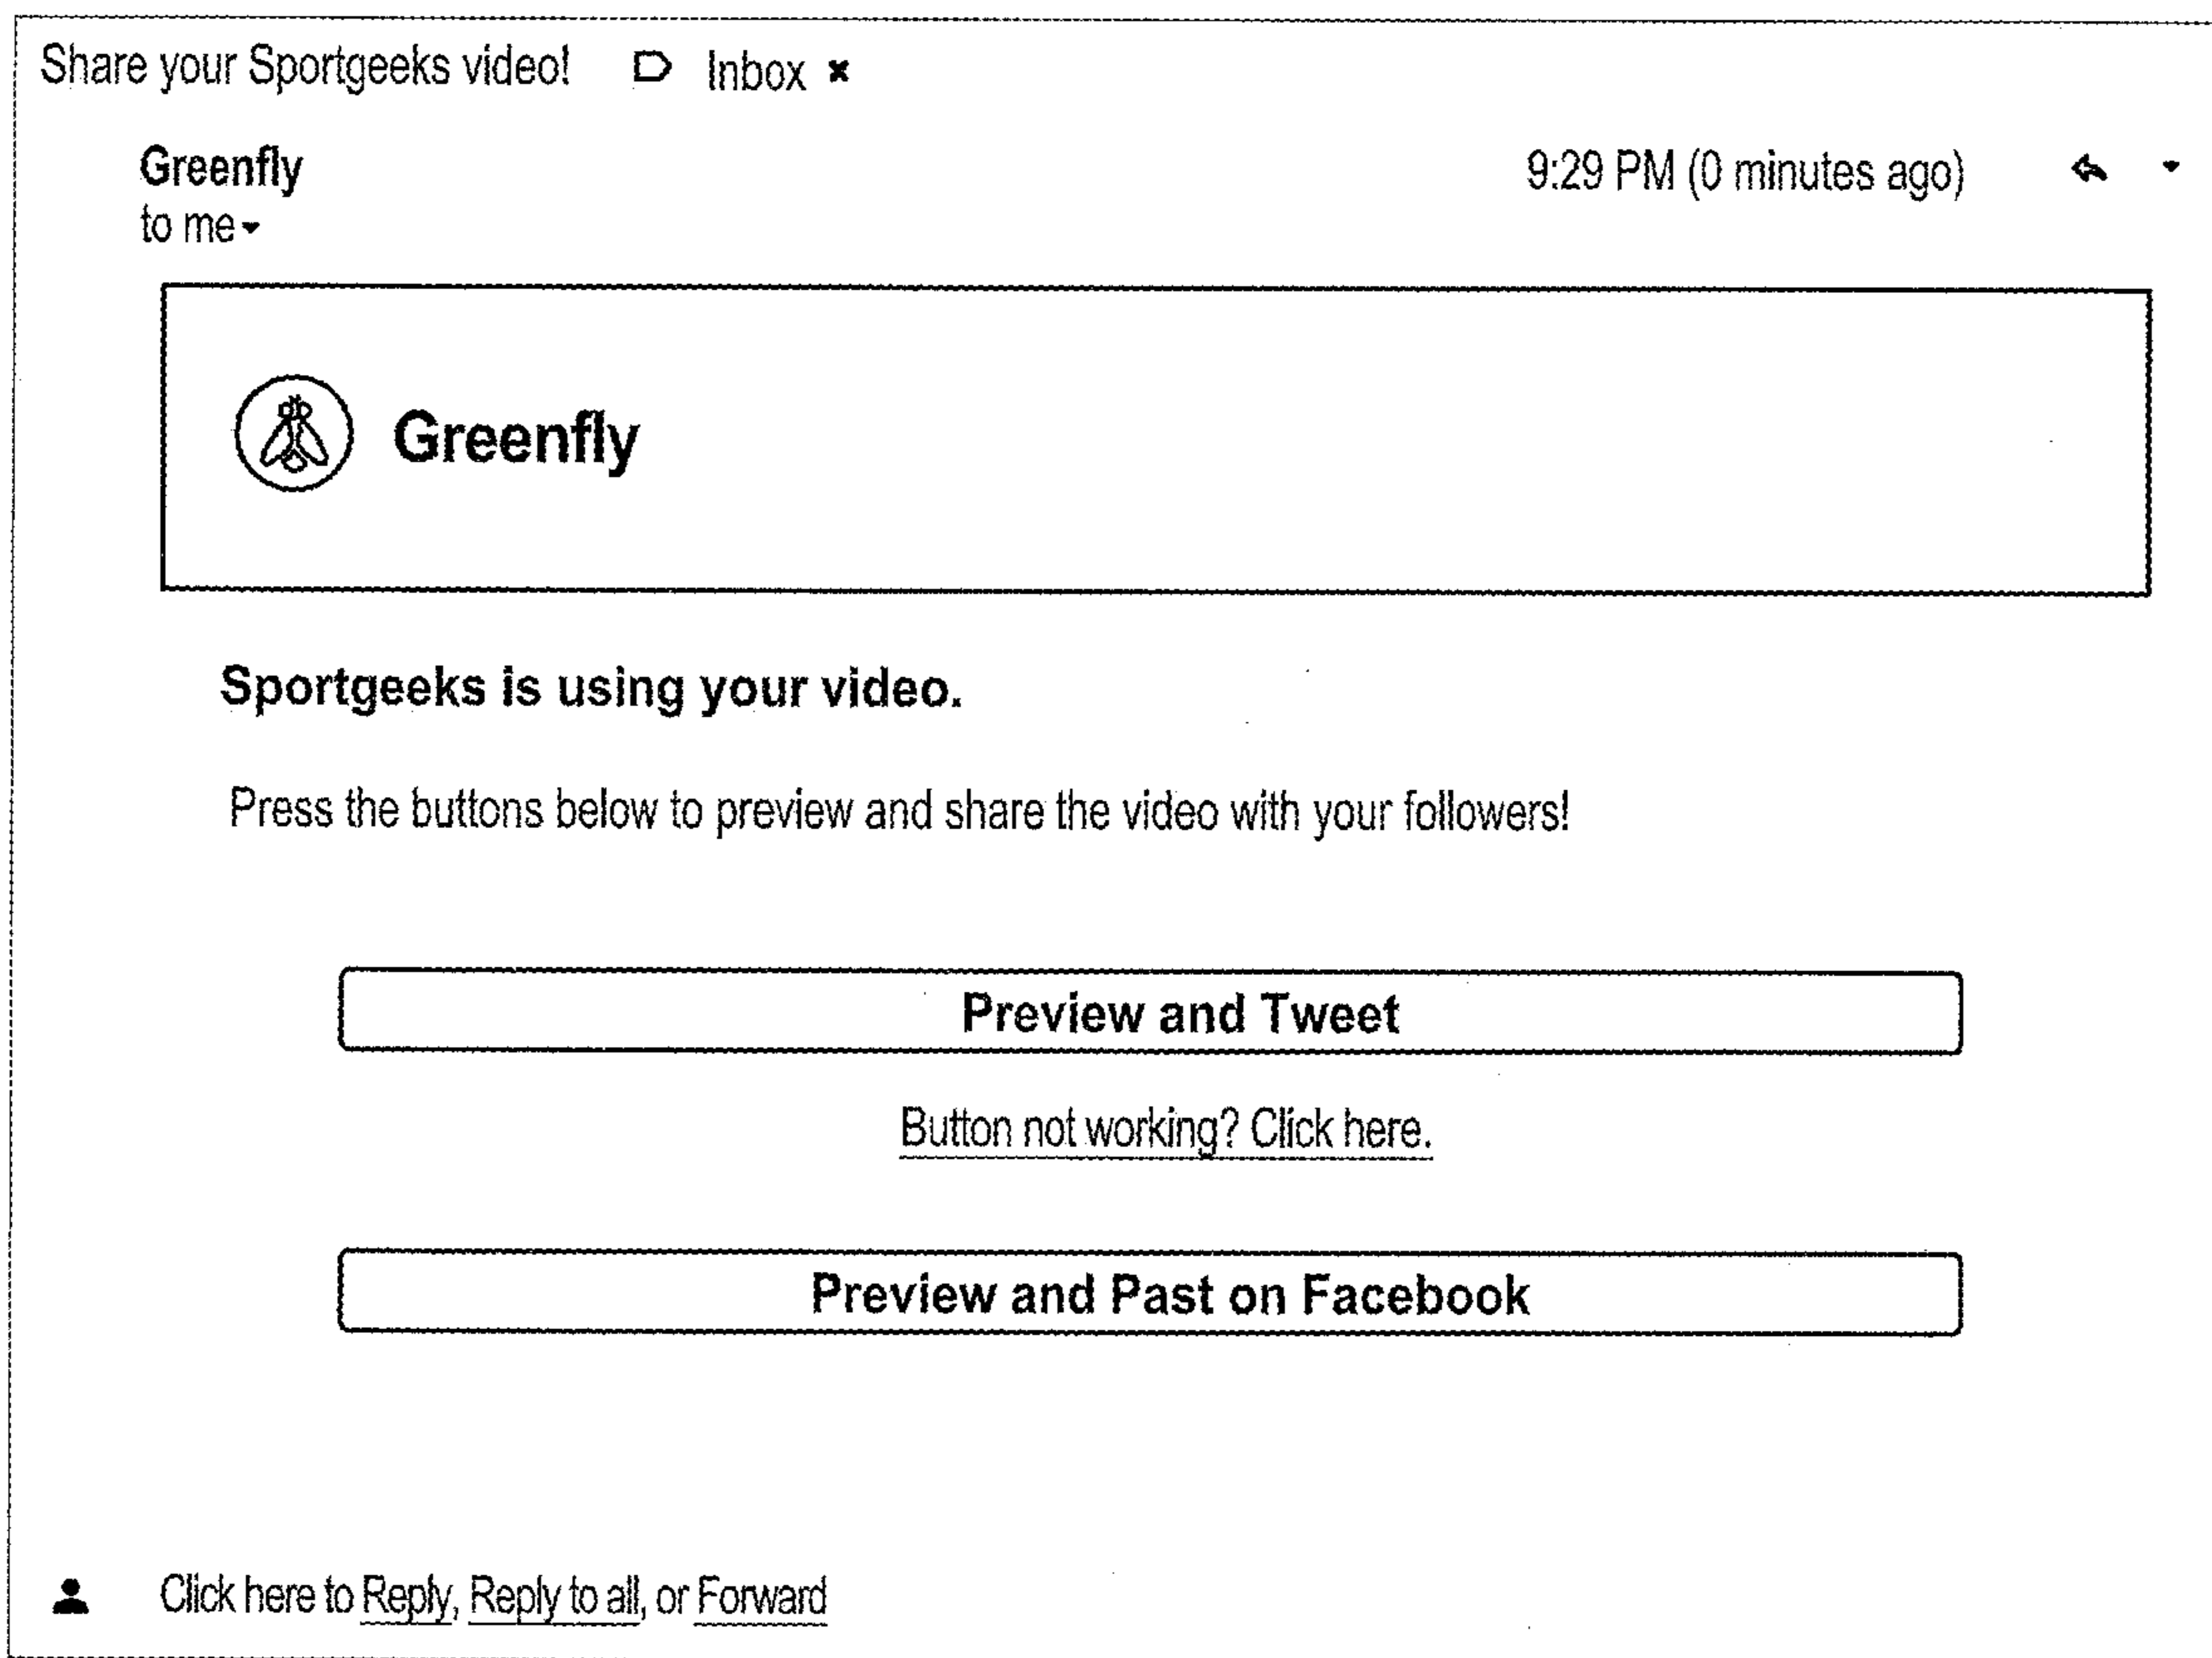 Share your Sportgeeks video! Inbox ×
Greenfly 9:29 PM (0 minutes ago)
to me
Greenfly
Sportgeeks is using your video.
Press the buttons below to preview and share the video with your followers!
Preview and Tweet
Button not working? Click here.
Preview and Past on Facebook
Click here to Reply, Reply to all, or Forward